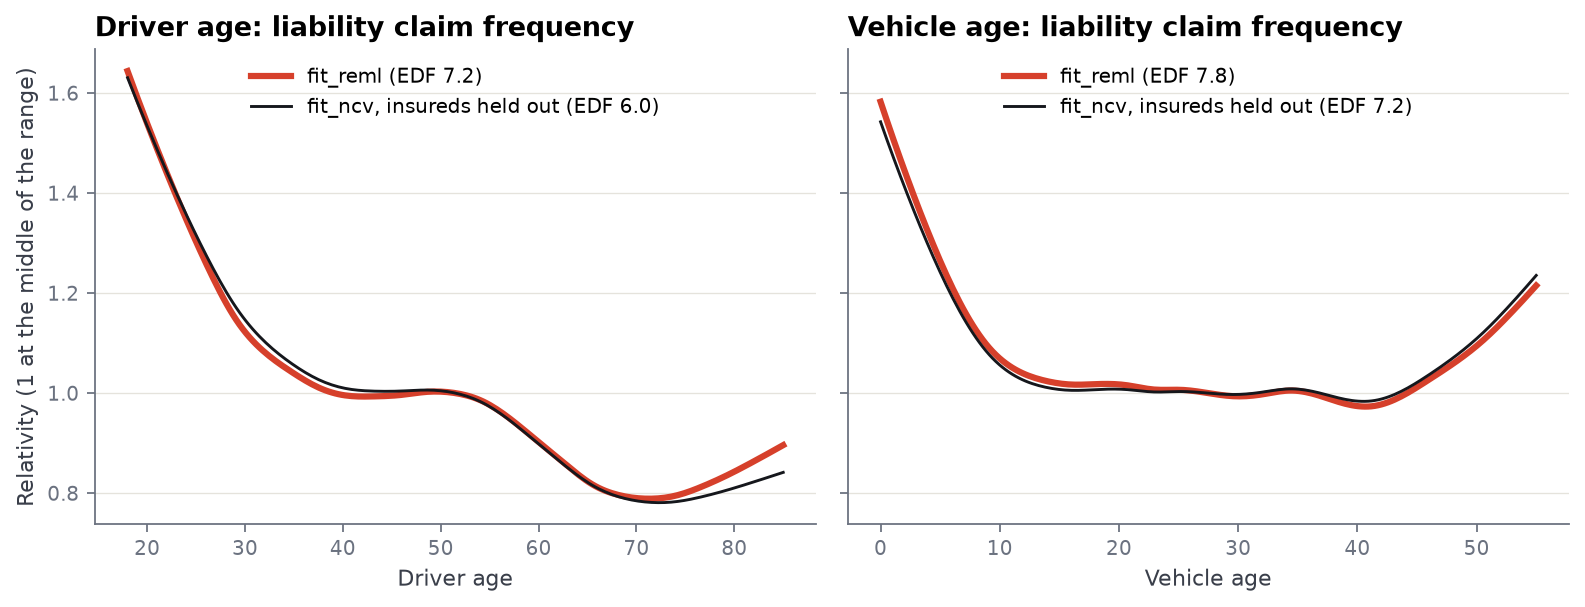 Driver age: liability claim frequency
fit_reml (EDF 7.2)
fit_ncv, insureds held out (EDF 6.0)
Relativity (1 at the middle of the range)
1.6
1.4
1.2
1.0
0.8
20 30 40 50 60 70 80
Driver age
Vehicle age: liability claim frequency
fit_reml (EDF 7.8)
fit_ncv, insureds held out (EDF 7.2)
0 10 20 30 40 50
Vehicle age